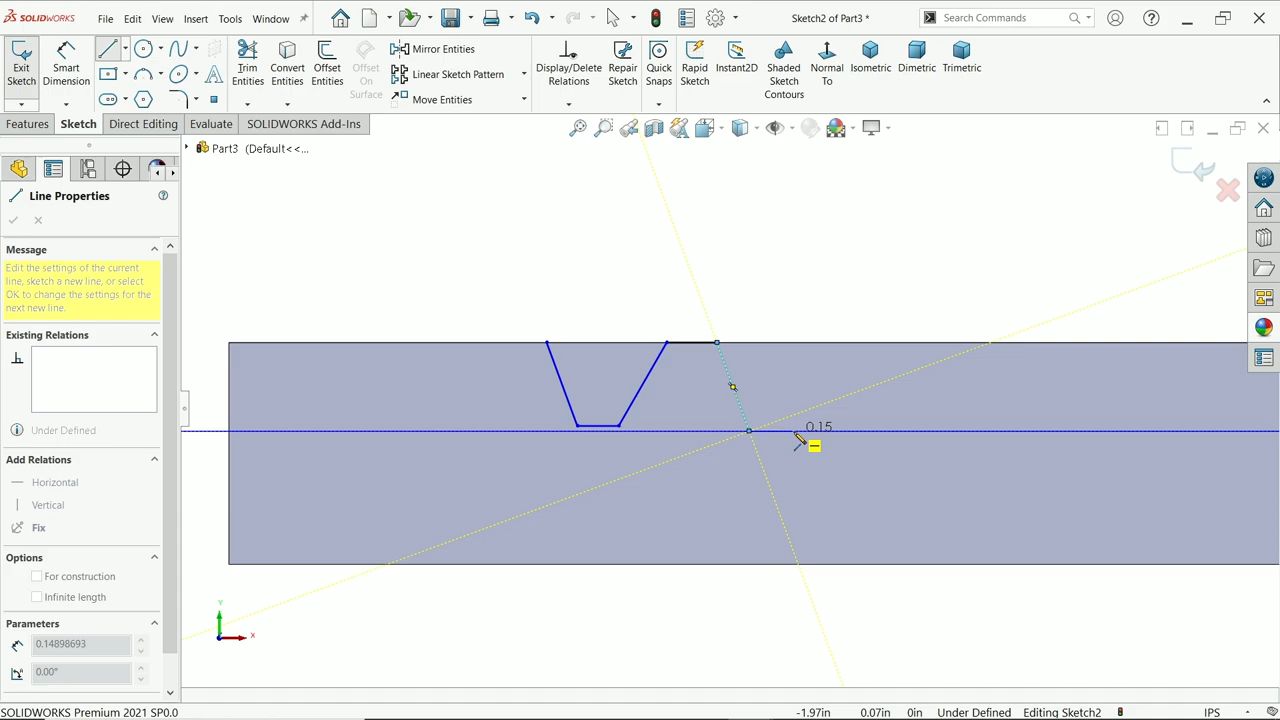 SOLIDWORKS File Edit View Insert Tools Window Sketch2 of Part3 * Search Commands
Exit Sketch
Smart Dimension
Trim Entities
Convert Entities
Offset Entities
Offset On Surface
Mirror Entities
Linear Sketch Pattern
Move Entities
Display/Delete Relations
Repair Sketch
Quick Snaps
Rapid Sketch
Instant2D
Shaded Sketch Contours
Normal To
Isometric
Dimetric
Trimetric
Features Sketch Direct Editing Evaluate SOLIDWORKS Add-Ins
Part3 (Default<<...
Line Properties
Message
Edit the settings of the current
line, sketch a new line, or select
OK to change the settings for the
next new line.
Existing Relations
Under Defined
Add Relations
Horizontal
Vertical
Fix
Options
For construction
Infinite length
Parameters
0.14898693
0.00°
0.15
Y
X
SOLIDWORKS Premium 2021 SP0.0 -1.97in 0.07in 0in Under Defined Editing Sketch2 IPS